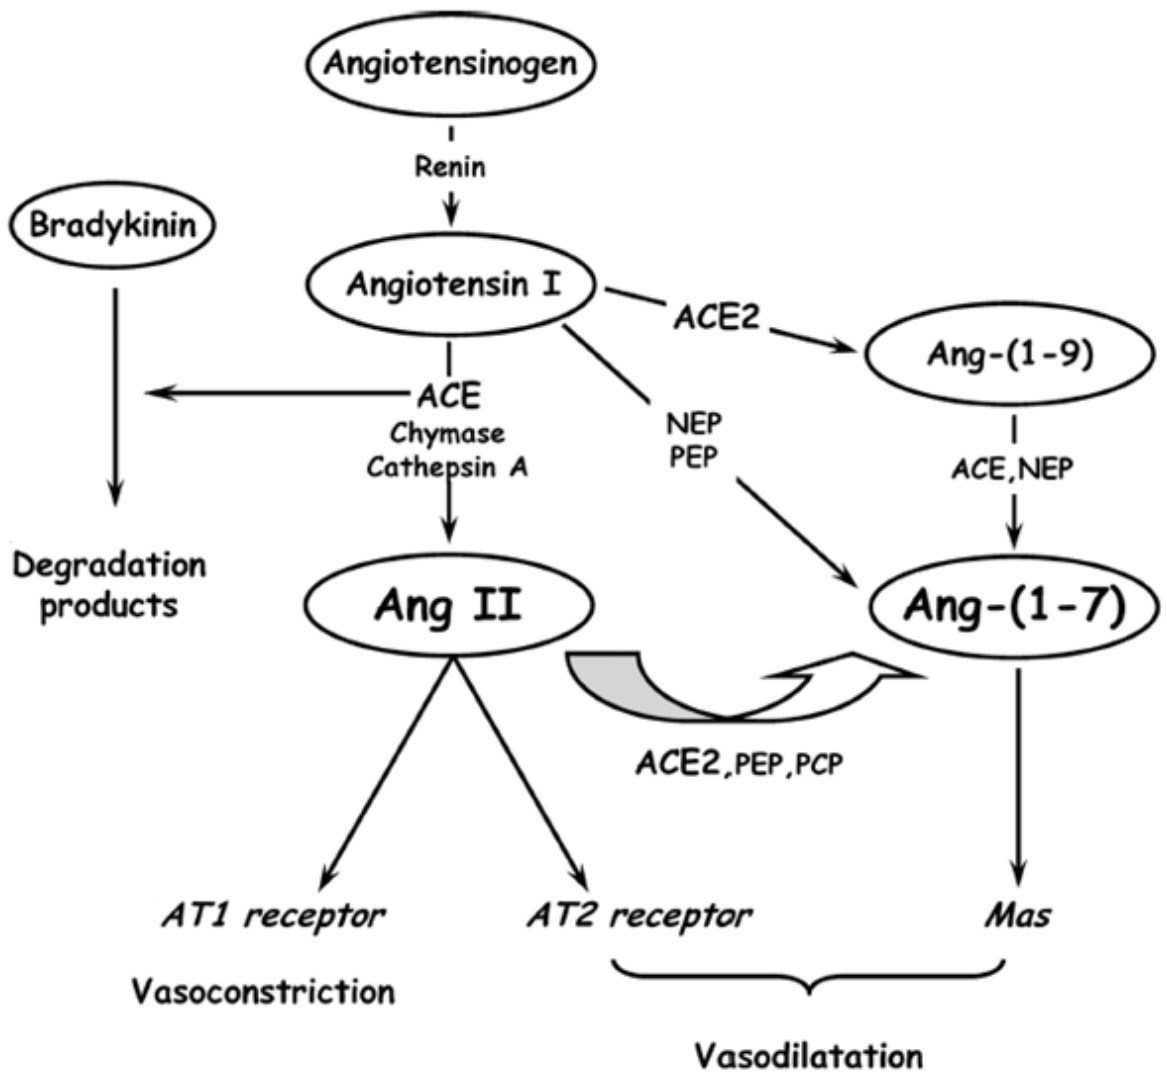 Angiotensinogen
Renin
Bradykinin
Angiotensin I
ACE2
Ang-(1-9)
ACE
Chymase
Cathepsin A
NEP
PEP
ACE,NEP
Degradation
products
Ang II
Ang-(1-7)
ACE2,PEP,PCP
AT1 receptor
AT2 receptor
Mas
Vasoconstriction
Vasodilatation